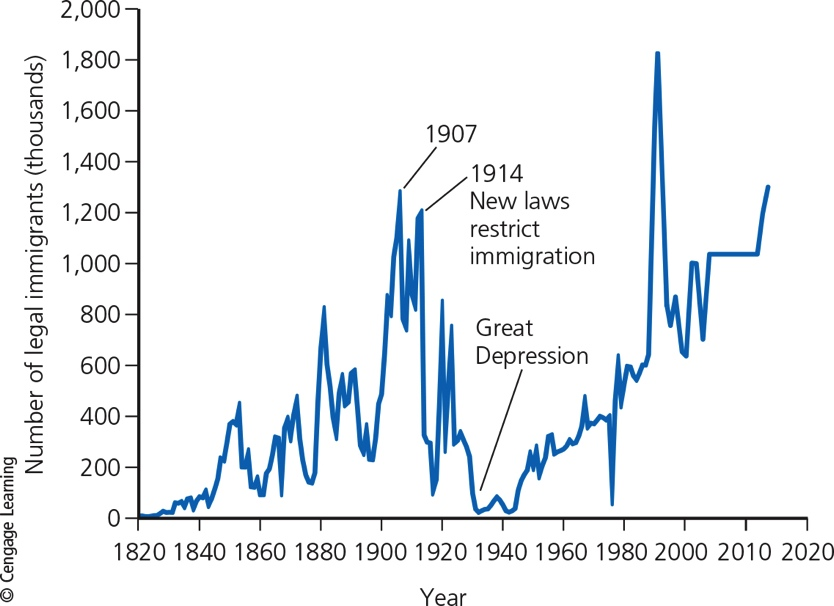 2,000
1,800
1,600
1,400
1,200
1,000
800
600
400
200
0
Number of legal immigrants (thousands)
1907
1914
New laws
restrict
immigration
Great
Depression
1820 1840 1860 1880 1900 1920 1940 1960 1980 2000 2010 2020
Year
© Cengage Learning